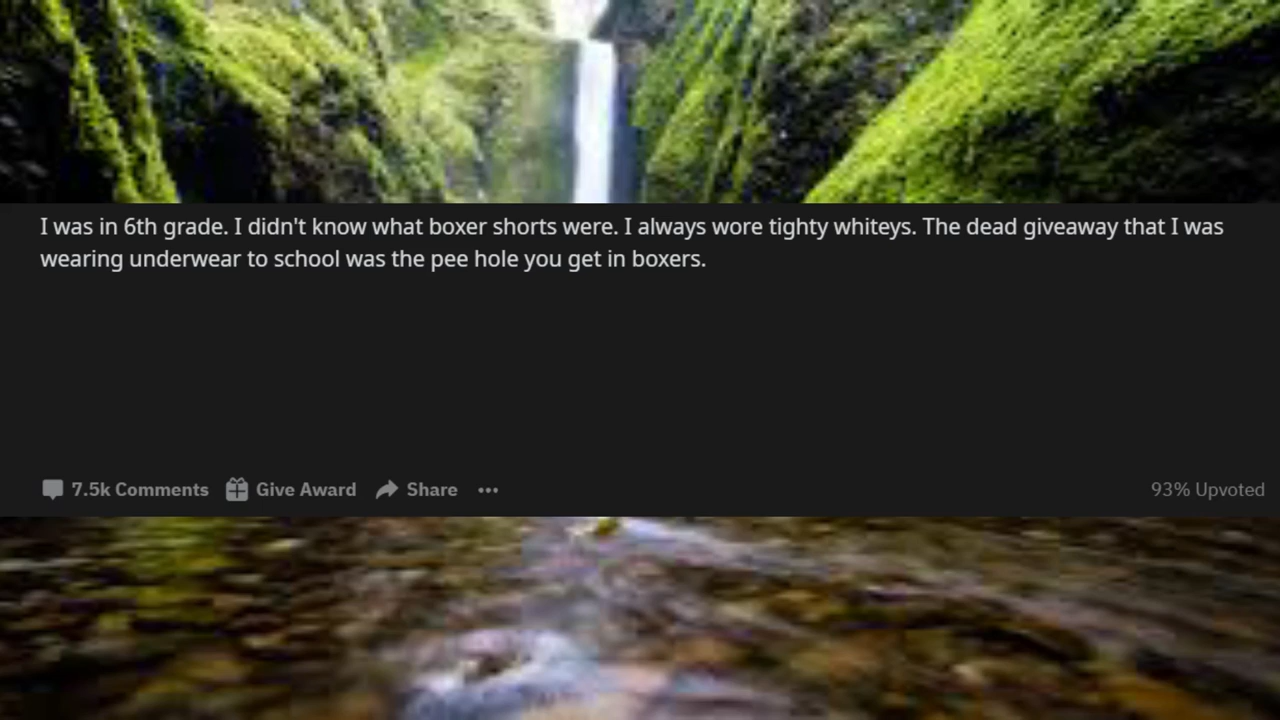 I was in 6th grade. I didn't know what boxer shorts were. I always wore tighty whiteys. The dead giveaway that I was
wearing underwear to school was the pee hole you get in boxers.
7.5k Comments Give Award Share 93% Upvoted